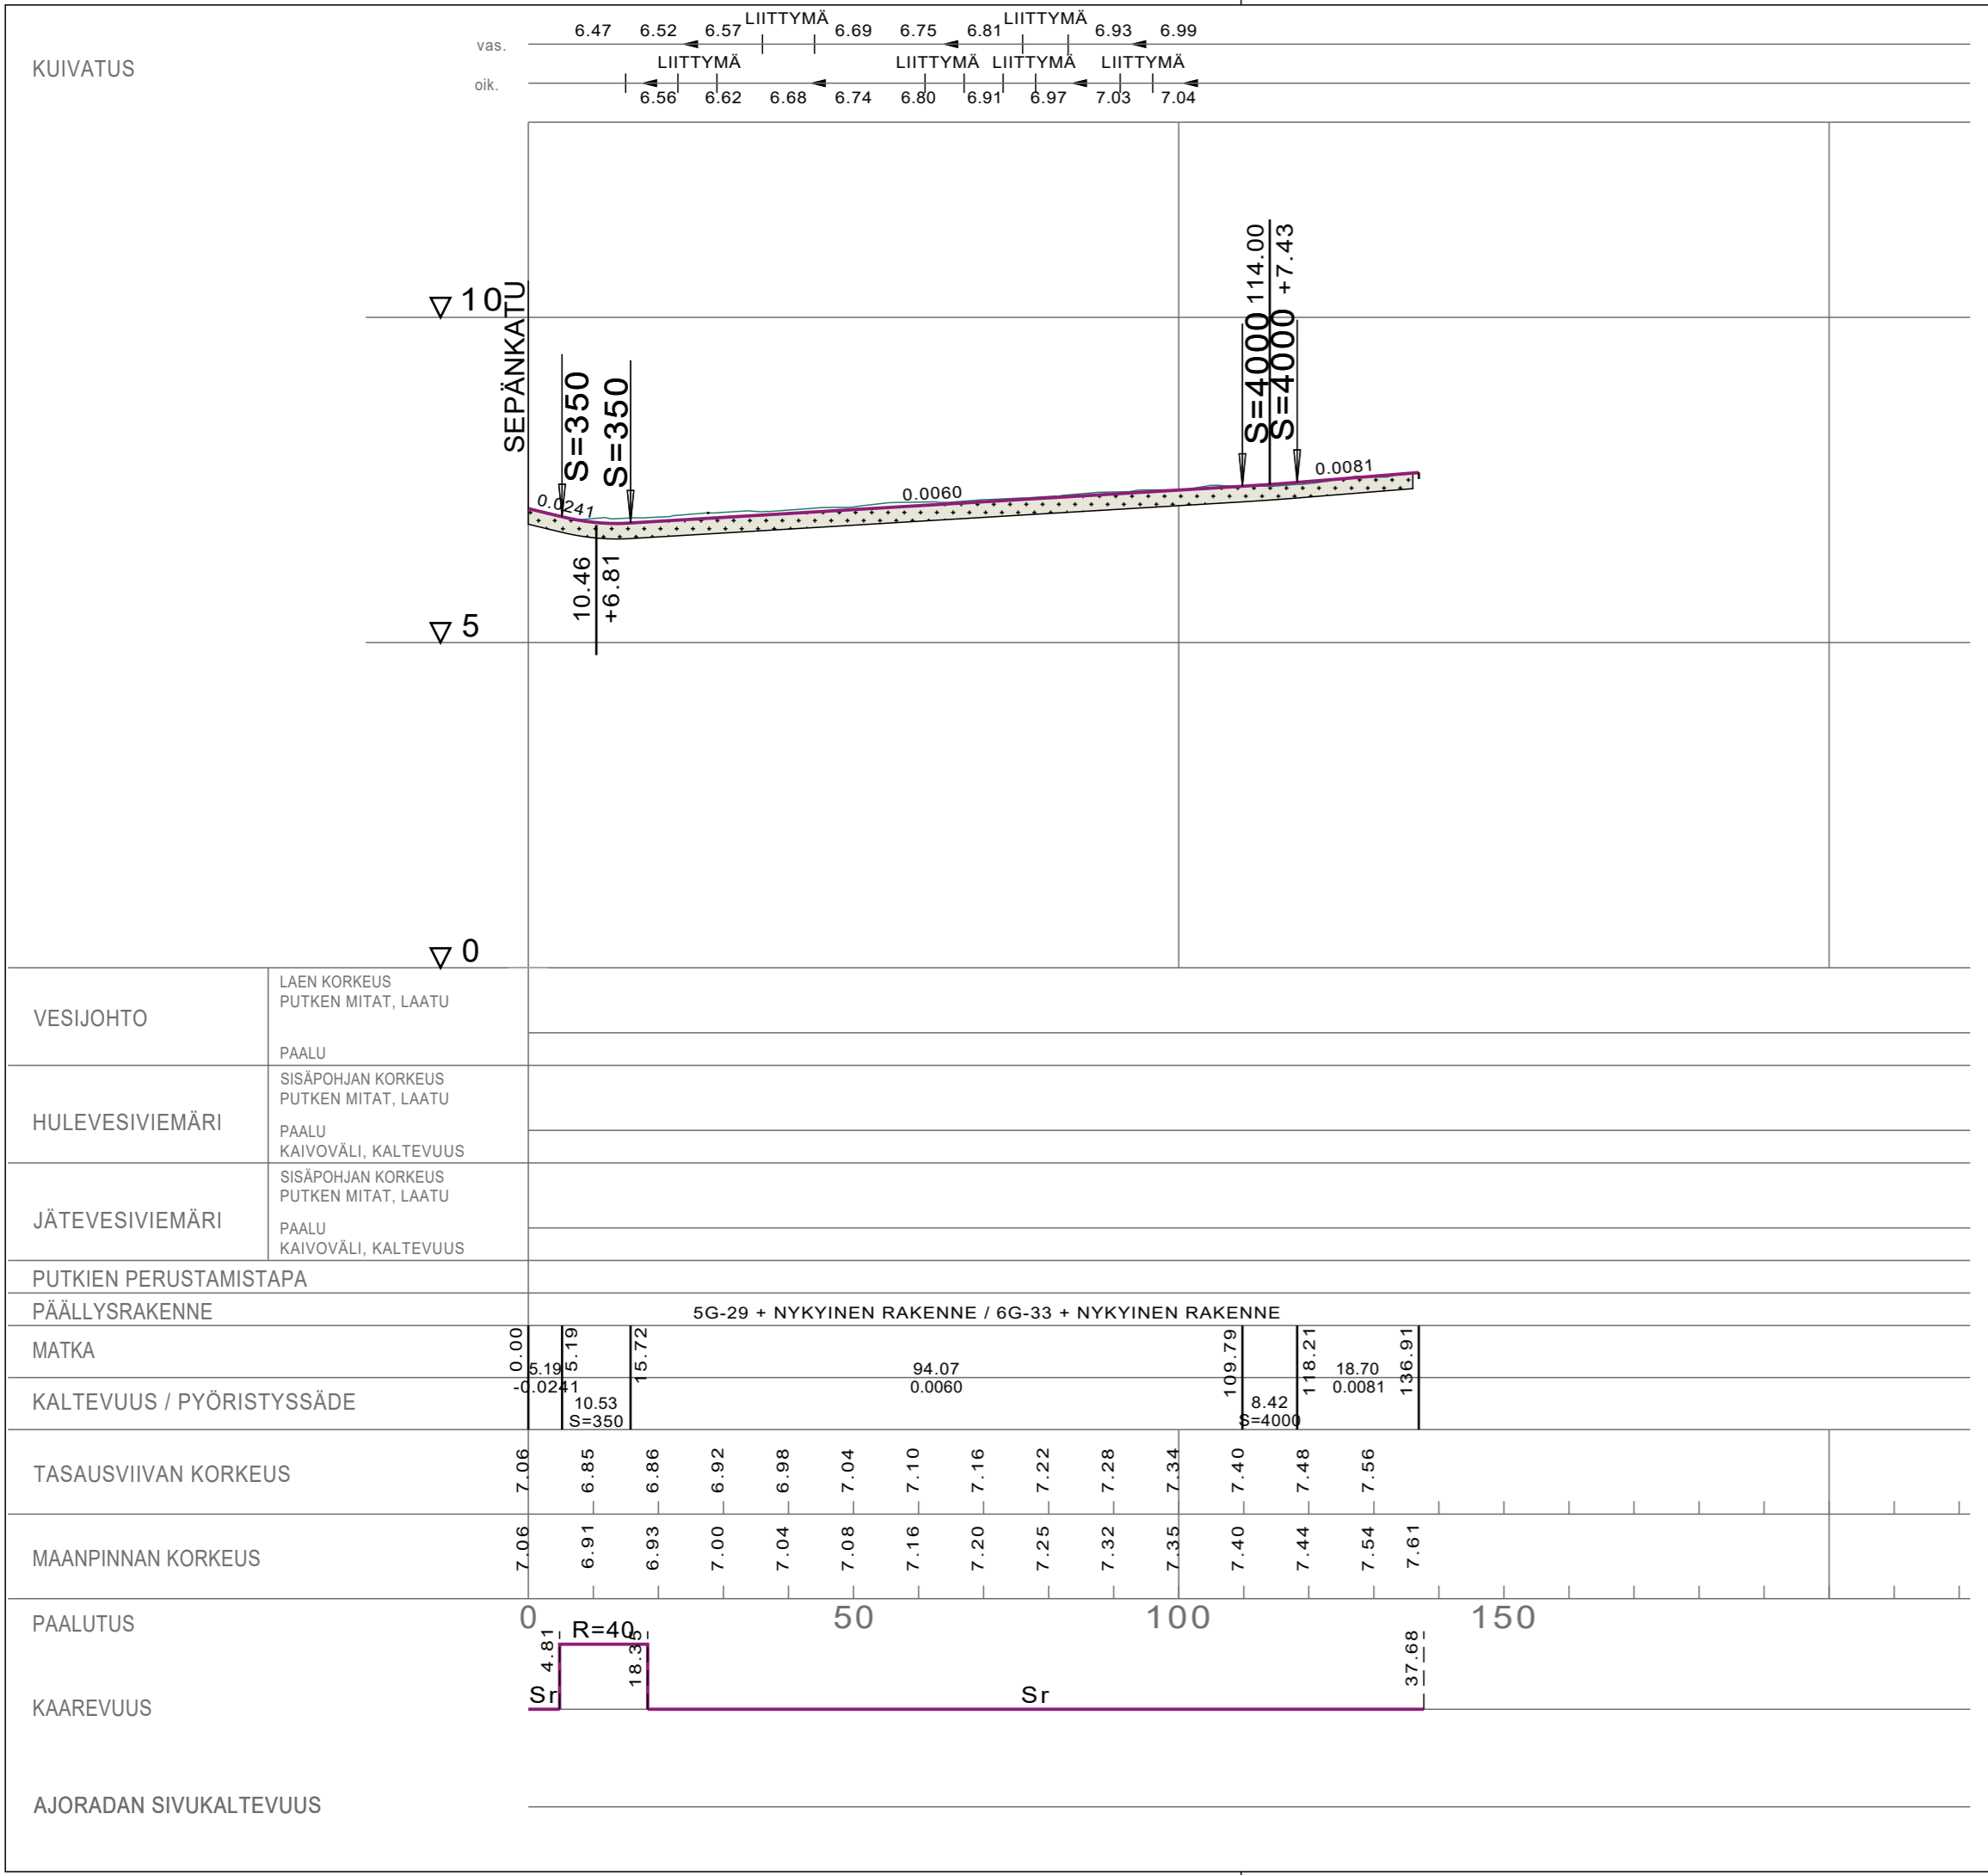 KUIVATUS
vas.
6.47 6.52 6.57 LIITTYMÄ 6.69 6.75 6.81 LIITTYMÄ 6.93 6.99
oik.
LIITTYMÄ LIITTYMÄ LIITTYMÄ LIITTYMÄ
6.56 6.62 6.68 6.74 6.80 6.91 6.97 7.03 7.04
10
5
0
SEPÄNKATU
S=350
S=350
0.0241
10.46
+6.81
0.0060
S=4000
114.00
S=4000
+7.43
0.0081
VESIJOHTO
LAEN KORKEUS
PUTKEN MITAT, LAATU
PAALU
HULEVESIVIEMÄRI
SISÄPOHJAN KORKEUS
PUTKEN MITAT, LAATU
PAALU
KAIVOVÄLI, KALTEVUUS
JÄTEVESIVIEMÄRI
SISÄPOHJAN KORKEUS
PUTKEN MITAT, LAATU
PAALU
KAIVOVÄLI, KALTEVUUS
PUTKIEN PERUSTAMISTAPA
PÄÄLLYSRAKENNE
5G-29 + NYKYINEN RAKENNE / 6G-33 + NYKYINEN RAKENNE
MATKA
0.00 5.19 15.72 109.79 118.21 136.91
5.19 94.07 18.70
KALTEVUUS / PYÖRISTYSSÄDE
-0.0241 0.0060 0.0081
10.53 8.42
S=350 S=4000
TASAUSVIIVAN KORKEUS
7.06 6.85 6.86 6.92 6.98 7.04 7.10 7.16 7.22 7.28 7.34 7.40 7.48 7.56
MAANPINNAN KORKEUS
7.06 6.91 6.93 7.00 7.04 7.08 7.16 7.20 7.25 7.32 7.35 7.40 7.44 7.54 7.61
PAALUTUS
0 50 100 150
KAAREVUUS
4.81 R=40 18.35 37.68
Sr Sr
AJORADAN SIVUKALTEVUUS